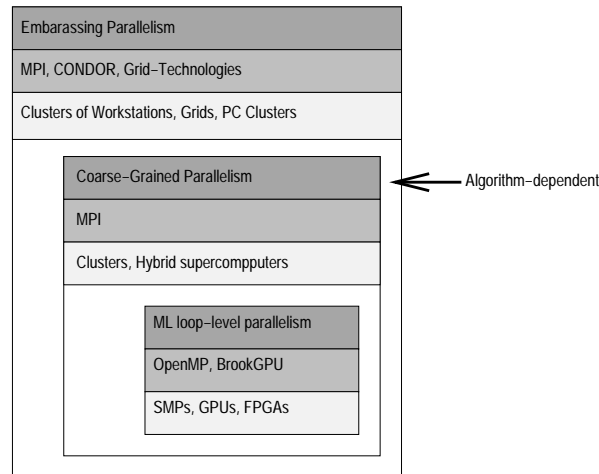 Embarassing Parallelism
MPI, CONDOR, Grid−Technologies
Clusters of Workstations, Grids, PC Clusters
Coarse−Grained Parallelism
Algorithm−dependent
MPI
Clusters, Hybrid supercompputers
ML loop−level parallelism
OpenMP, BrookGPU
SMPs, GPUs, FPGAs